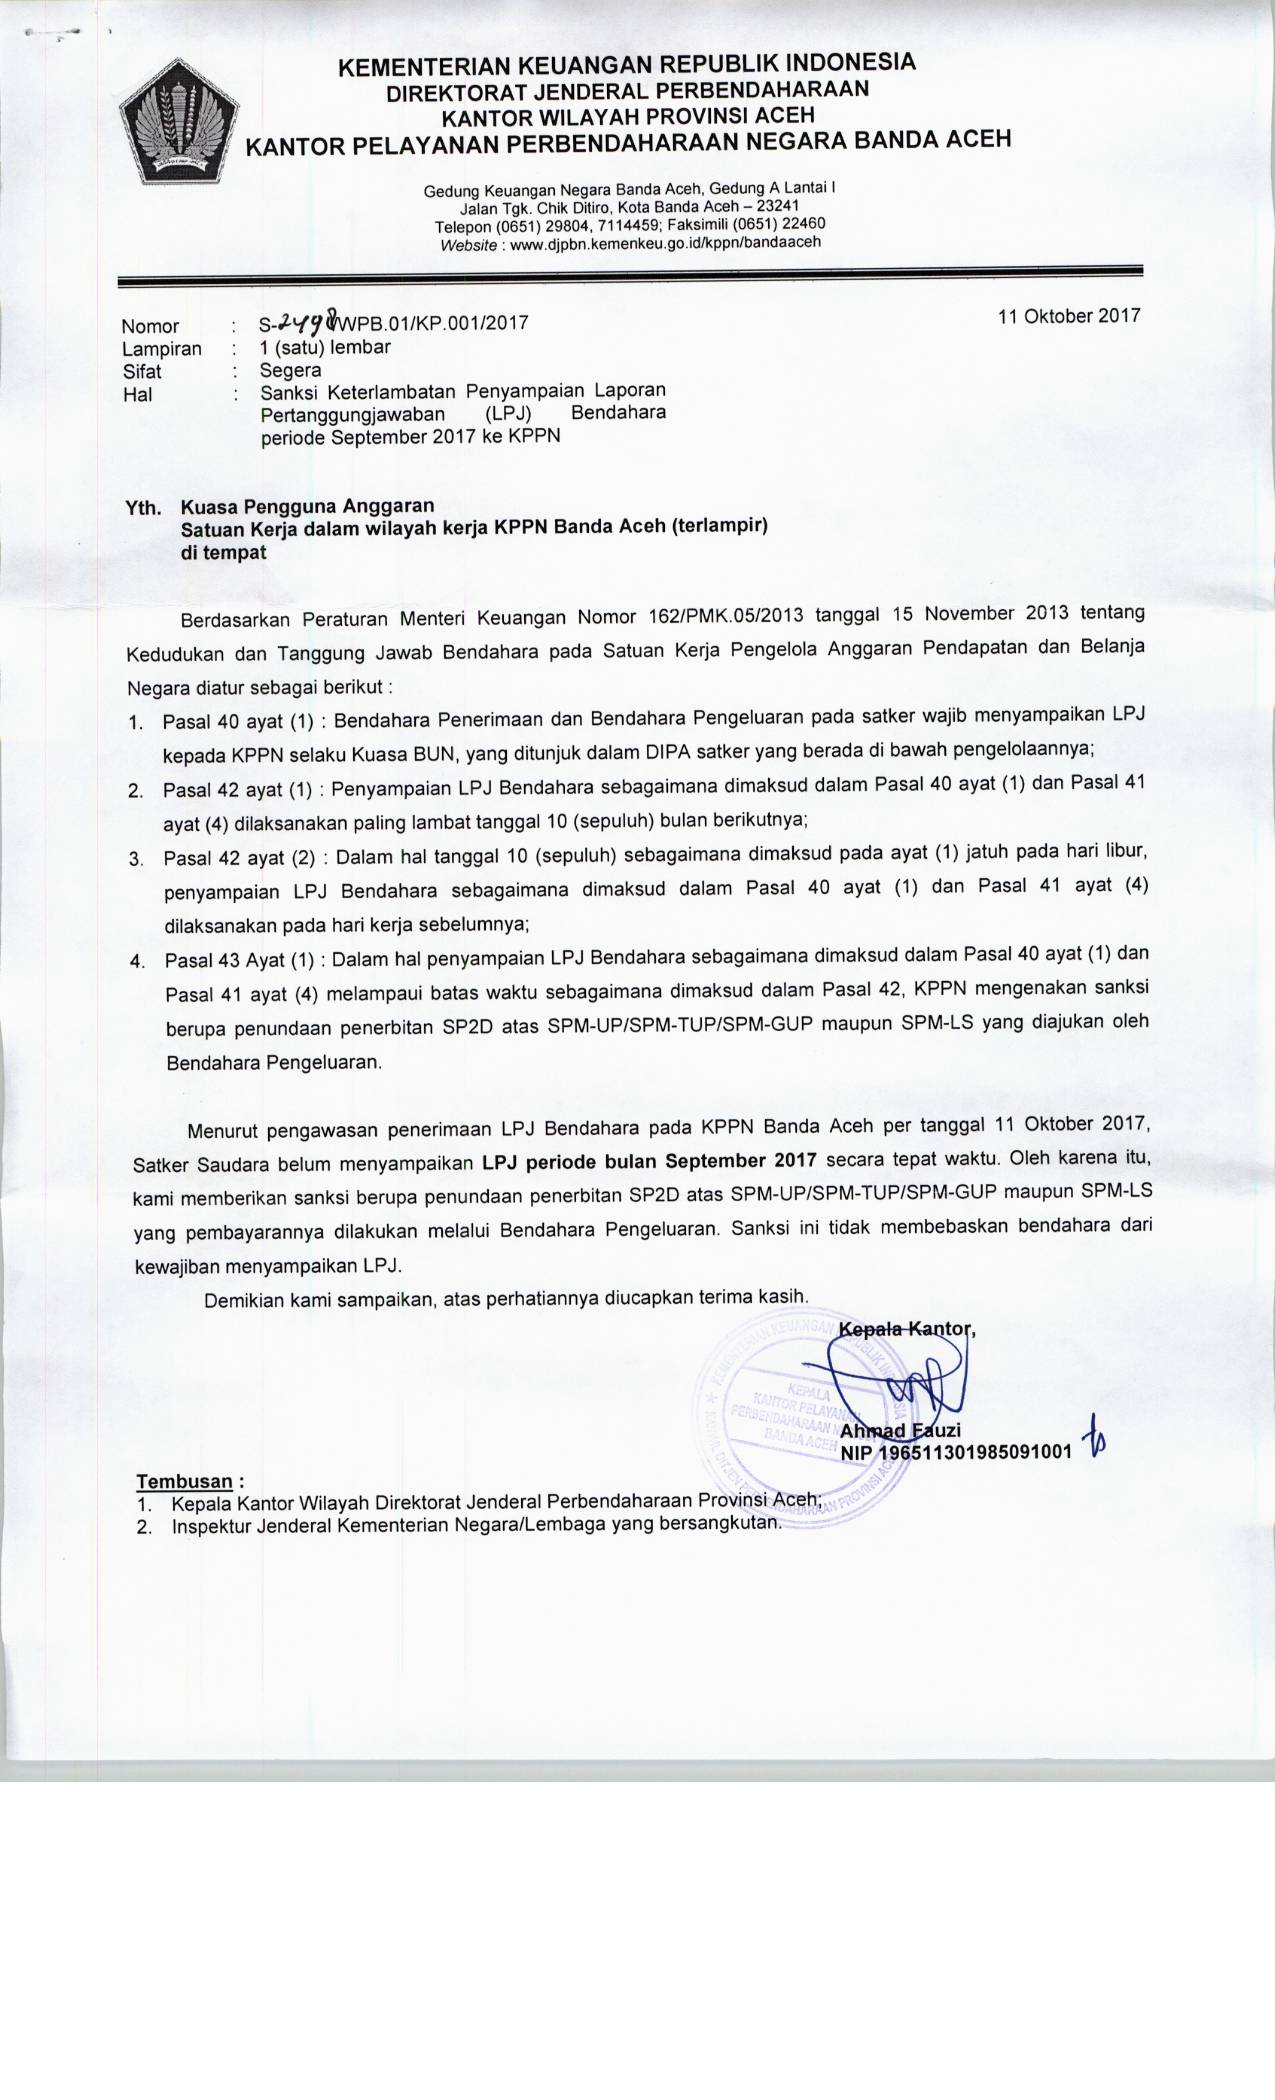 KEMENTERIAN KEUANGAN REPUBLIK INDONESIA
DIREKTORAT JENDERAL PERBENDAHARAAN
KANTOR WILAYAH PROVINSI ACEH
KANTOR PELAYANAN PERBENDAHARAAN NEGARA BANDA ACEH
Gedung Keuangan Negara Banda Aceh, Gedung A Lantai I
Jalan Tgk. Chik Ditiro, Kota Banda Aceh – 23241
Telepon (0651) 29804, 7114459; Faksimili (0651) 22460
Website : www.djpbn.kemenkeu.go.id/kppn/bandaaceh
Nomor : S-2498/WPB.01/KP.001/2017 11 Oktober 2017
Lampiran : 1 (satu) lembar
Sifat : Segera
Hal : Sanksi Keterlambatan Penyampaian Laporan
Pertanggungjawaban (LPJ) Bendahara
periode September 2017 ke KPPN
Yth. Kuasa Pengguna Anggaran
Satuan Kerja dalam wilayah kerja KPPN Banda Aceh (terlampir)
di tempat
Berdasarkan Peraturan Menteri Keuangan Nomor 162/PMK.05/2013 tanggal 15 November 2013 tentang
Kedudukan dan Tanggung Jawab Bendahara pada Satuan Kerja Pengelola Anggaran Pendapatan dan Belanja
Negara diatur sebagai berikut :
1. Pasal 40 ayat (1) : Bendahara Penerimaan dan Bendahara Pengeluaran pada satker wajib menyampaikan LPJ
kepada KPPN selaku Kuasa BUN, yang ditunjuk dalam DIPA satker yang berada di bawah pengelolaannya;
2. Pasal 42 ayat (1) : Penyampaian LPJ Bendahara sebagaimana dimaksud dalam Pasal 40 ayat (1) dan Pasal 41
ayat (4) dilaksanakan paling lambat tanggal 10 (sepuluh) bulan berikutnya;
3. Pasal 42 ayat (2) : Dalam hal tanggal 10 (sepuluh) sebagaimana dimaksud pada ayat (1) jatuh pada hari libur,
penyampaian LPJ Bendahara sebagaimana dimaksud dalam Pasal 40 ayat (1) dan Pasal 41 ayat (4)
dilaksanakan pada hari kerja sebelumnya;
4. Pasal 43 Ayat (1) : Dalam hal penyampaian LPJ Bendahara sebagaimana dimaksud dalam Pasal 40 ayat (1) dan
Pasal 41 ayat (4) melampaui batas waktu sebagaimana dimaksud dalam Pasal 42, KPPN mengenakan sanksi
berupa penundaan penerbitan SP2D atas SPM-UP/SPM-TUP/SPM-GUP maupun SPM-LS yang diajukan oleh
Bendahara Pengeluaran.
Menurut pengawasan penerimaan LPJ Bendahara pada KPPN Banda Aceh per tanggal 11 Oktober 2017,
Satker Saudara belum menyampaikan LPJ periode bulan September 2017 secara tepat waktu. Oleh karena itu,
kami memberikan sanksi berupa penundaan penerbitan SP2D atas SPM-UP/SPM-TUP/SPM-GUP maupun SPM-LS
yang pembayarannya dilakukan melalui Bendahara Pengeluaran. Sanksi ini tidak membebaskan bendahara dari
kewajiban menyampaikan LPJ.
Demikian kami sampaikan, atas perhatiannya diucapkan terima kasih.
Kepala Kantor,
KEMENTERIAN KEUANGAN REPUBLIK INDONESIA
KANWIL DITJEN PERBENDAHARAAN PROVINSI ACEH
KEPALA
KANTOR PELAYANAN
PERBENDAHARAAN
BANDA ACEH
Ahmad Fauzi
NIP 196511301985091001
Tembusan :
1. Kepala Kantor Wilayah Direktorat Jenderal Perbendaharaan Provinsi Aceh;
2. Inspektur Jenderal Kementerian Negara/Lembaga yang bersangkutan.